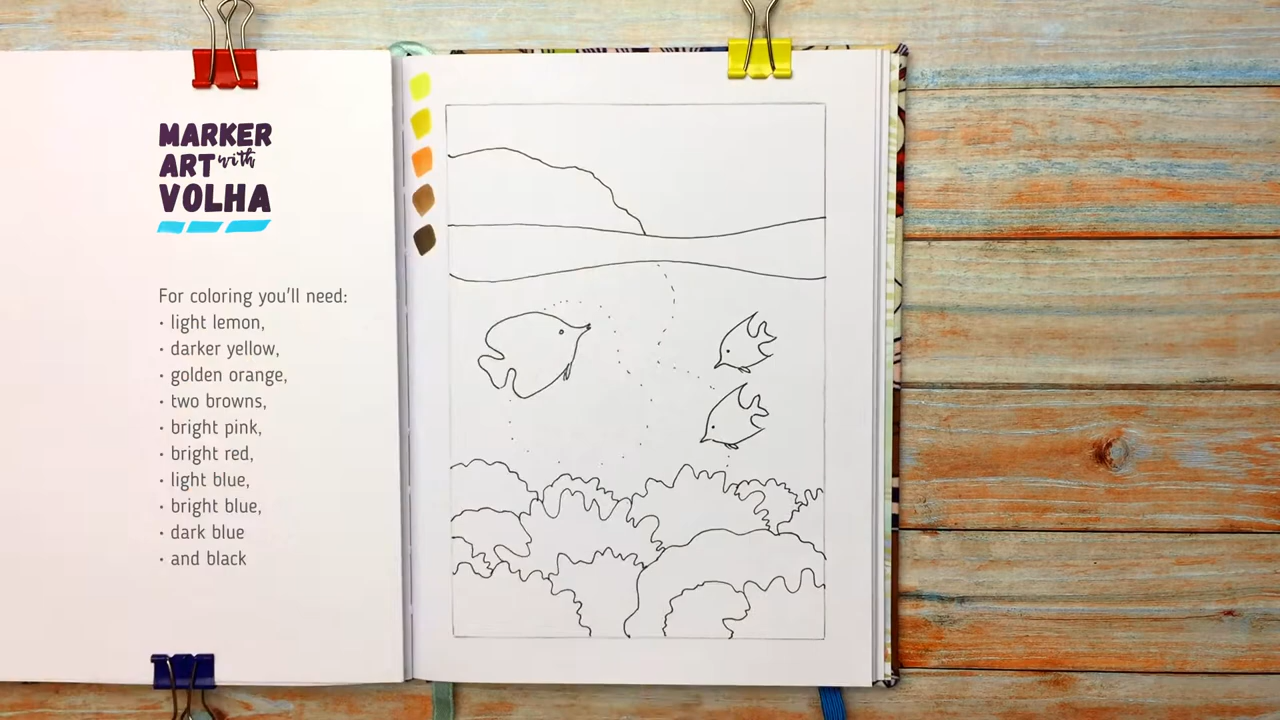 MARKER
ART with
VOLHA
For coloring you'll need:
• light lemon,
• darker yellow,
• golden orange,
• two browns,
• bright pink,
• bright red,
• light blue,
• bright blue,
• dark blue
• and black